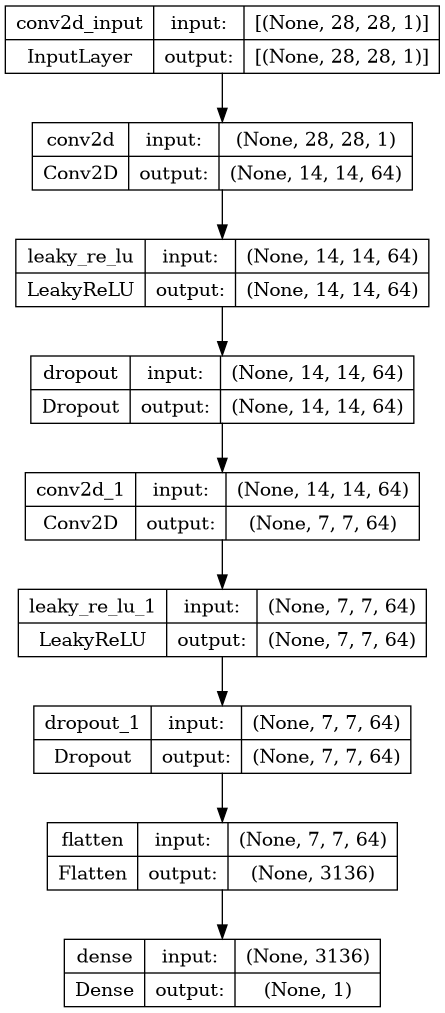 conv2d_input input: [(None, 28, 28, 1)]
InputLayer output: [(None, 28, 28, 1)]
conv2d input: (None, 28, 28, 1)
Conv2D output: (None, 14, 14, 64)
leaky_re_lu input: (None, 14, 14, 64)
LeakyReLU output: (None, 14, 14, 64)
dropout input: (None, 14, 14, 64)
Dropout output: (None, 14, 14, 64)
conv2d_1 input: (None, 14, 14, 64)
Conv2D output: (None, 7, 7, 64)
leaky_re_lu_1 input: (None, 7, 7, 64)
LeakyReLU output: (None, 7, 7, 64)
dropout_1 input: (None, 7, 7, 64)
Dropout output: (None, 7, 7, 64)
flatten input: (None, 7, 7, 64)
Flatten output: (None, 3136)
dense input: (None, 3136)
Dense output: (None, 1)